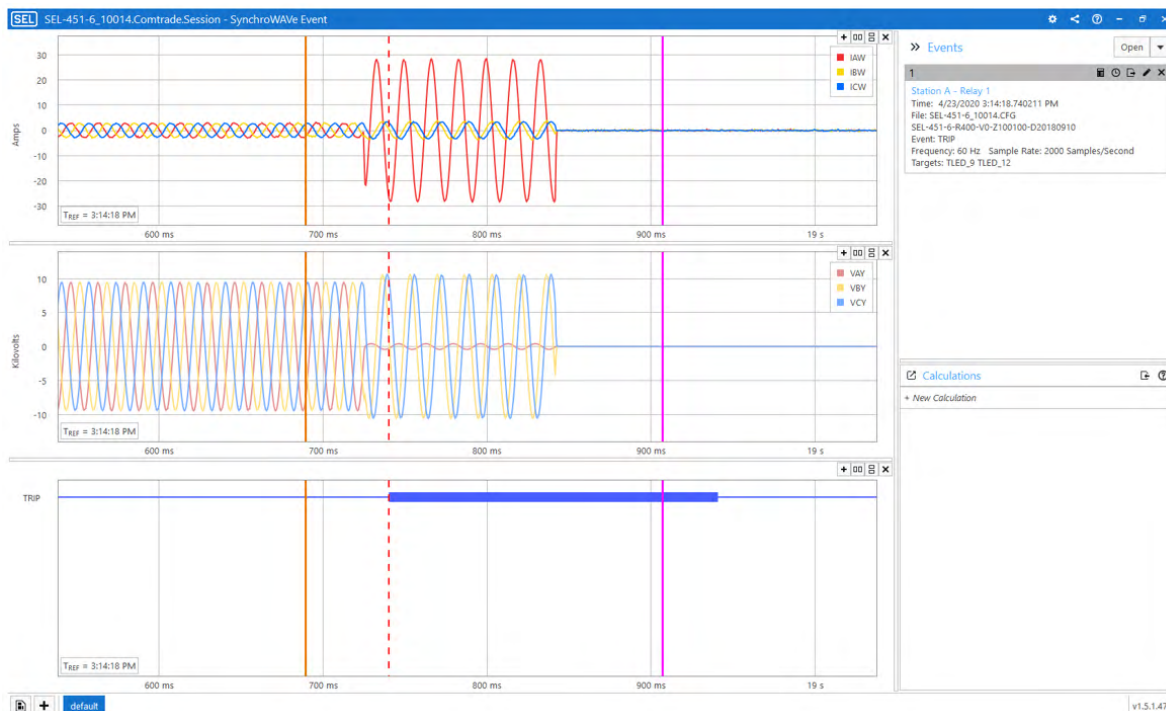 SEL SEL-451-6_10014.Comtrade.Session - SynchroWAVe Event
30
20
10
0
-10
-20
-30
Amps
IAW
IBW
ICW
TREF = 3:14:18 PM
600 ms
700 ms
800 ms
900 ms
19 s
10
5
0
-5
-10
Kilovolts
VAY
VBY
VCY
TREF = 3:14:18 PM
600 ms
700 ms
800 ms
900 ms
19 s
TRIP
TREF = 3:14:18 PM
600 ms
700 ms
800 ms
900 ms
19 s
Events
Open
1
Station A - Relay 1
Time: 4/23/2020 3:14:18.740211 PM
File: SEL-451-6_10014.CFG
SEL-451-6-R400-V0-Z100100-D20180910
Event: TRIP
Frequency: 60 Hz Sample Rate: 2000 Samples/Second
Targets: TLED_9 TLED_12
Calculations
+ New Calculation
default
v1.5.1.47